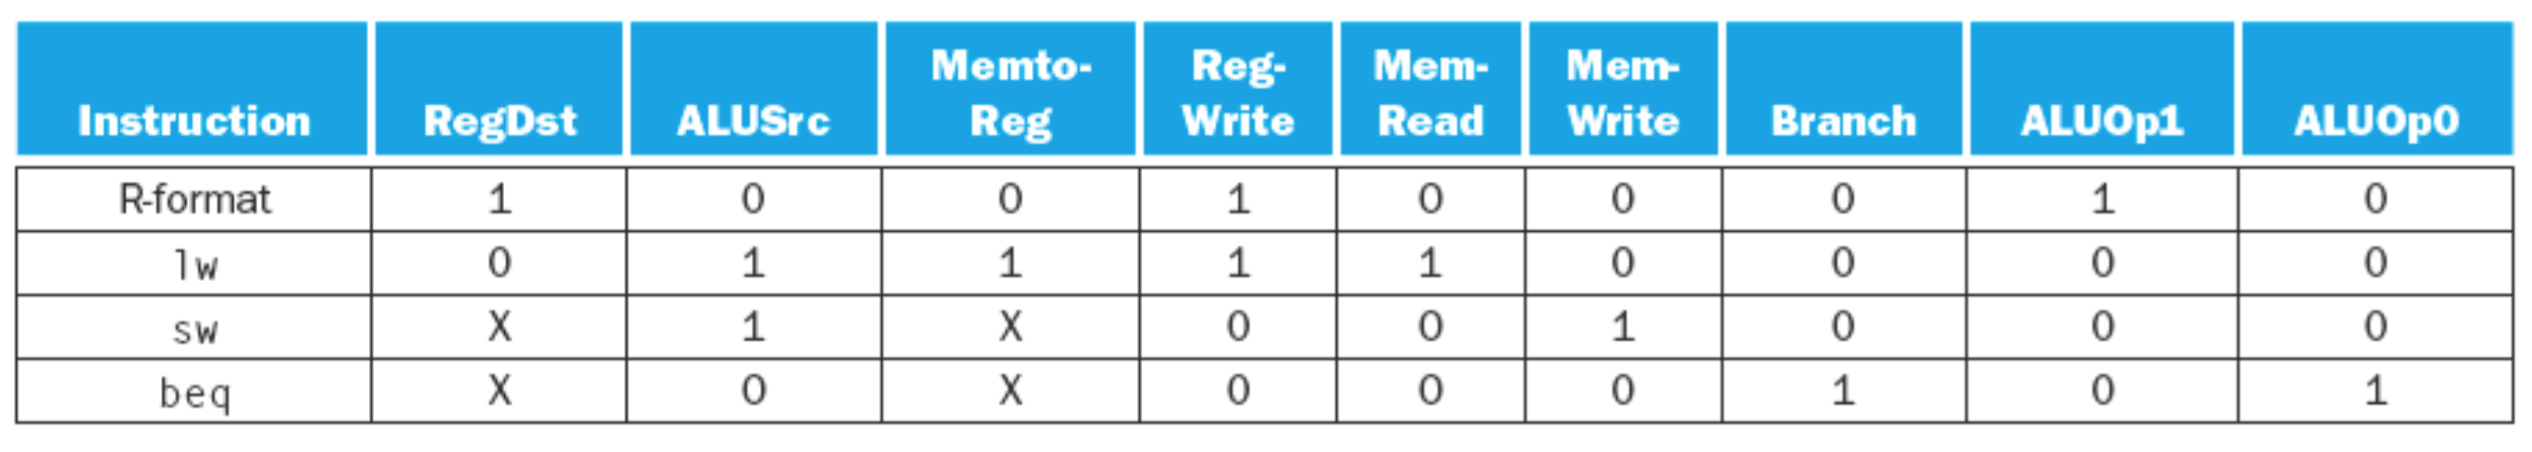 Instruction RegDst ALUSrc Memto-Reg Reg-Write Mem-Read Mem-Write Branch ALUOp1 ALUOp0
R-format 1 0 0 1 0 0 0 1 0
lw 0 1 1 1 1 0 0 0 0
sw X 1 X 0 0 1 0 0 0
beq X 0 X 0 0 0 1 0 1